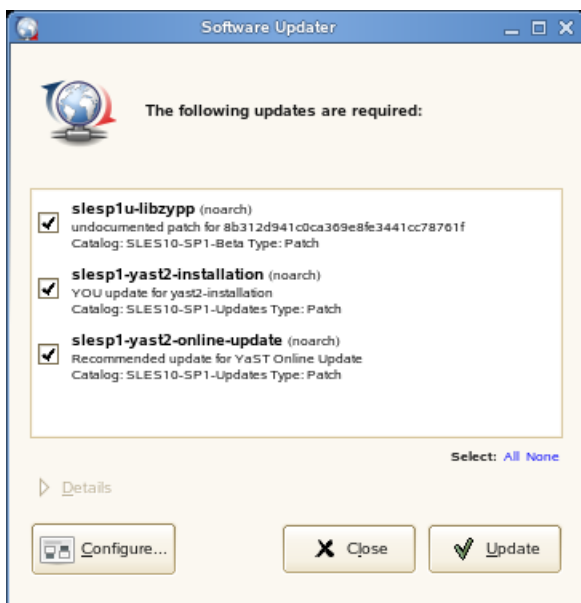 Software Updater
The following updates are required:
slesp1u-libzypp (noarch)
undocumented patch for 8b312d941c0ca369e8fe3441cc78761f
Catalog: SLES10-SP1-Beta Type: Patch
slesp1-yast2-installation (noarch)
YOU update for yast2-installation
Catalog: SLES10-SP1-Updates Type: Patch
slesp1-yast2-online-update (noarch)
Recommended update for YaST Online Update
Catalog: SLES10-SP1-Updates Type: Patch
Select: All None
Details
Configure...
Close
Update